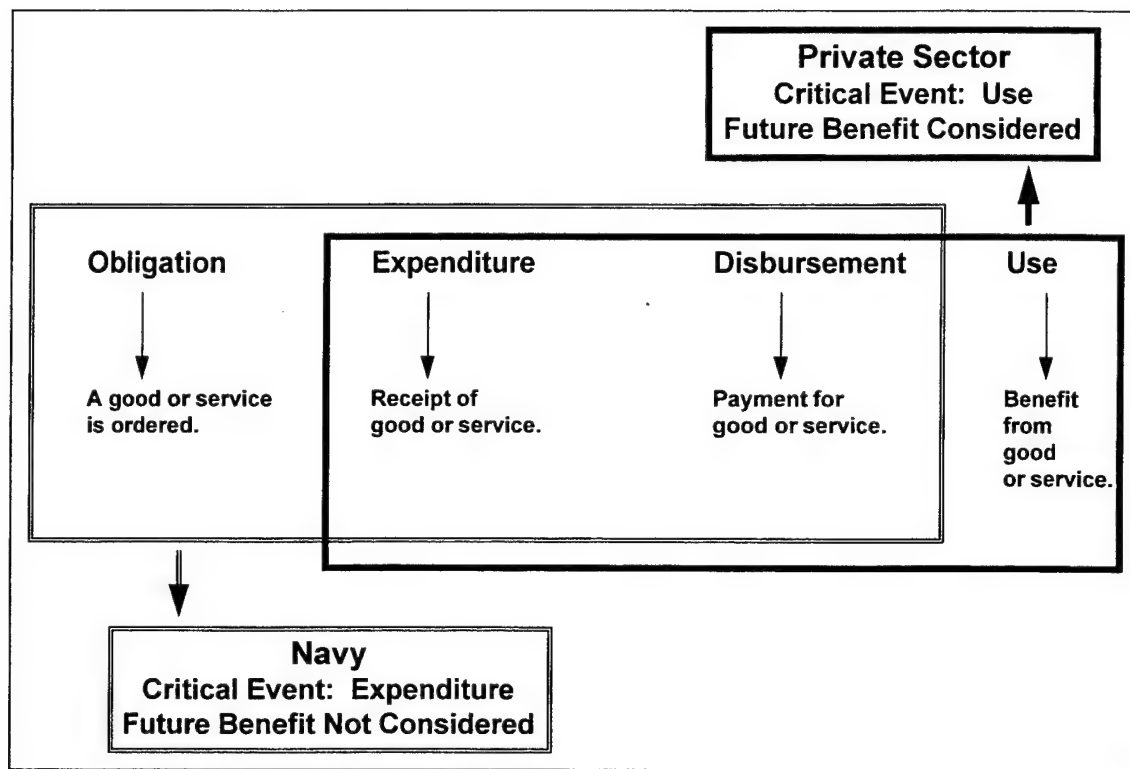 Private Sector
Critical Event: Use
Future Benefit Considered
Obligation
Expenditure
Disbursement
Use
A good or service
is ordered.
Receipt of
good or service.
Payment for
good or service.
Benefit
from
good
or service.
Navy
Critical Event: Expenditure
Future Benefit Not Considered